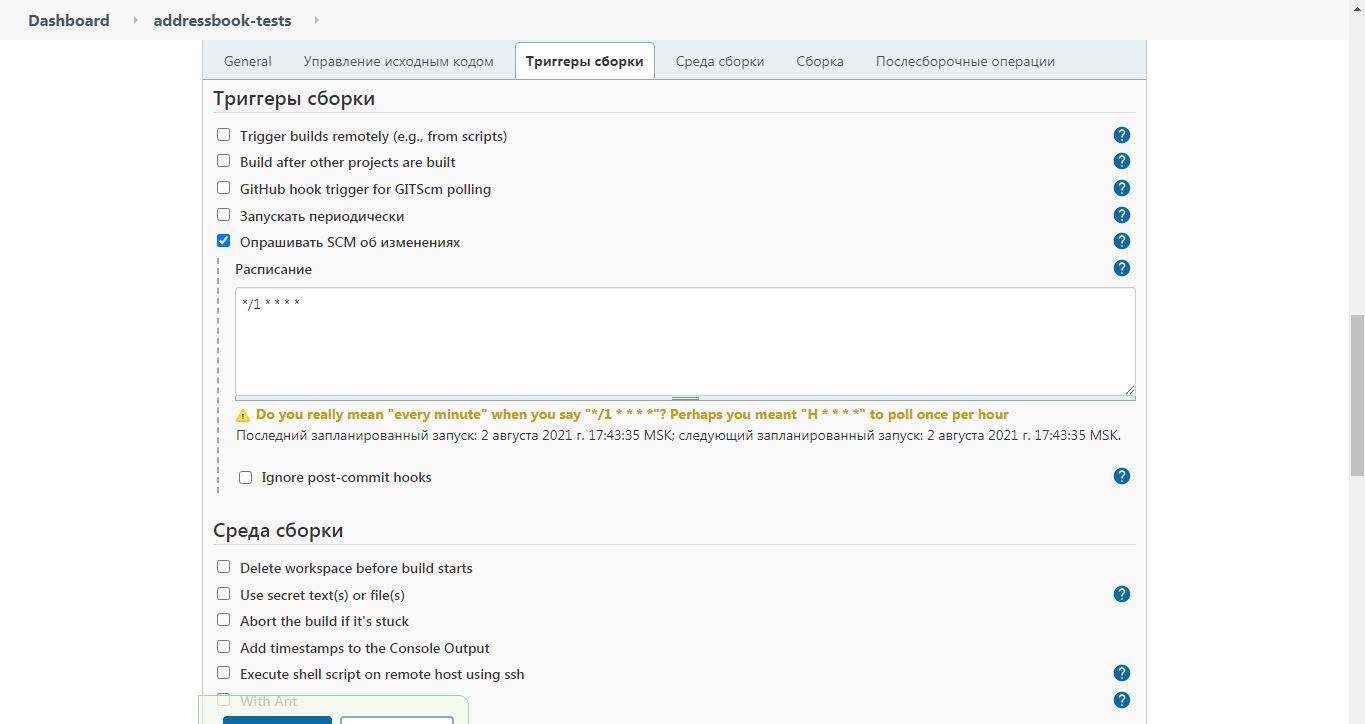 Dashboard addressbook-tests
General Управление исходным кодом Триггеры сборки Среда сборки Сборка Послесборочные операции
Триггеры сборки
Trigger builds remotely (e.g., from scripts)
Build after other projects are built
GitHub hook trigger for GITScm polling
Запускать периодически
Опрашивать SCM об изменениях
Расписание
*/1 * * * *
Do you really mean "every minute" when you say "*/1 * * * *"? Perhaps you meant "H * * * *" to poll once per hour
Последний запланированный запуск: 2 августа 2021 г. 17:43:35 MSK; следующий запланированный запуск: 2 августа 2021 г. 17:43:35 MSK.
Ignore post-commit hooks
Среда сборки
Delete workspace before build starts
Use secret text(s) or file(s)
Abort the build if it's stuck
Add timestamps to the Console Output
Execute shell script on remote host using ssh
With Ant